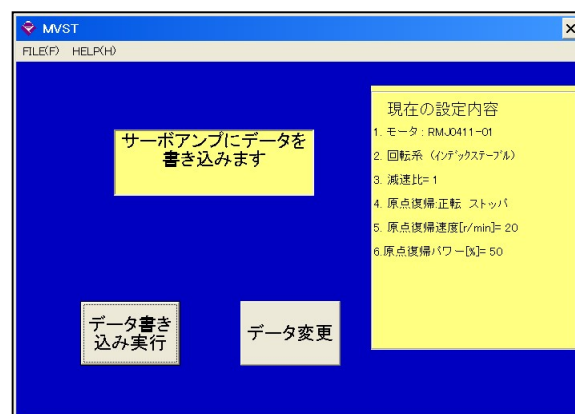 MVST
FILE(F) HELP(H)
サーボアンプにデータを
書き込みます
現在の設定内容
1. モータ : RMJ0411-01
2. 回転系 (インデックステーブル)
3. 減速比= 1
4. 原点復帰:正転 ストッパ
5. 原点復帰速度[r/min]= 20
6.原点復帰パワー[%]= 50
データ書き
込み実行
データ変更